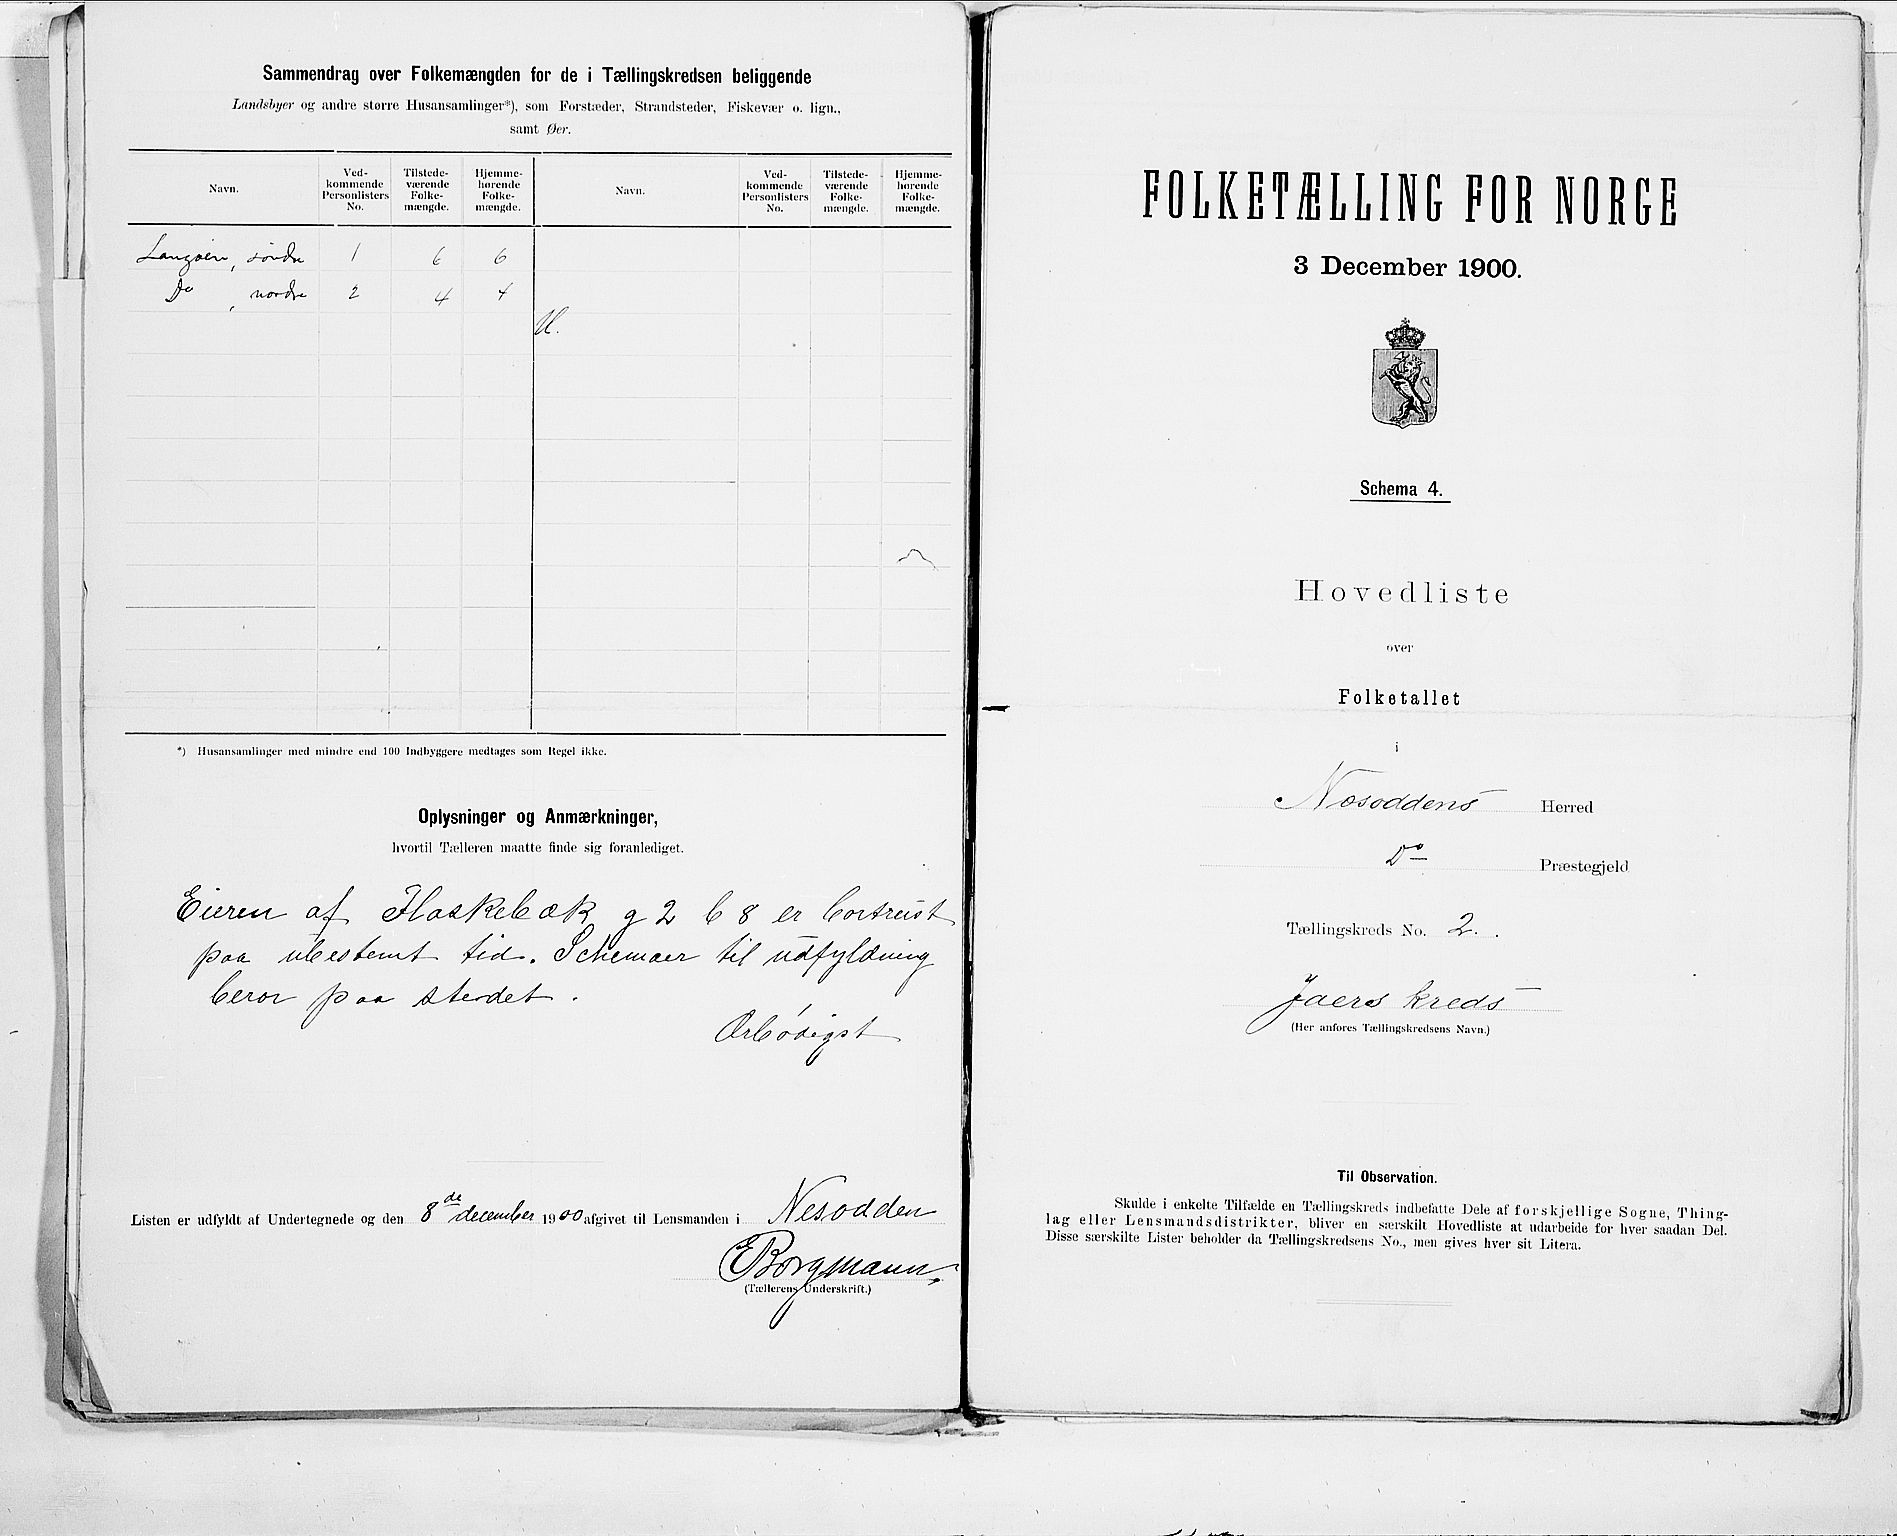 Sammendrag over Folkemængden for de i Tællingskredsen beliggende
Landsbyer og andre større Husansamlinger*), som Forstæder, Strandsteder, Fiskevær o. lign.,
samt Øer.
Navn. Ved-kommende Personlisters No. Tilstede-værende Folke-mængde. Hjemme-hørende Folke-mængde. Navn. Ved-kommende Personlisters No. Tilstede-værende Folke-mængde. Hjemme-hørende Folke-mængde.
Langøen, søndre 1 6 6
Do, nordre 2 4 4
*) Husansamlinger med mindre end 100 Indbyggere medtages som Regel ikke.
Oplysninger og Anmærkninger,
hvortil Tælleren maatte finde sig foranlediget.
Eieren af Flaskebæk g 2 b 8 er bortreist
paa ubestemt tid. Schemaer til udfyldning
beror paa stedet.
Ærbødigst
Listen er udfyldt af Undertegnede og den 8de december 1900 afgivet til Lensmanden i Nesodden
E Borgmann,
(Tællerens Underskrift.)
FOLKETÆLLING FOR NORGE
3 December 1900.
Schema 4.
Hovedliste
over
Folketallet
i
Næsoddens Herred
Do Præstegjeld
Tællingskreds No. 2.
Jaers kreds
(Her anføres Tællingskredsens Navn.)
Til Observation.
Skulde i enkelte Tilfælde en Tællingskreds indbefatte Dele af forskjellige Sogne, Thing-
lag eller Lensmandsdistrikter, bliver en særskilt Hovedliste at udarbeide for hver saadan Del.
Disse særskilte Lister beholder da Tællingskredsens No., men gives hver sit Litera.